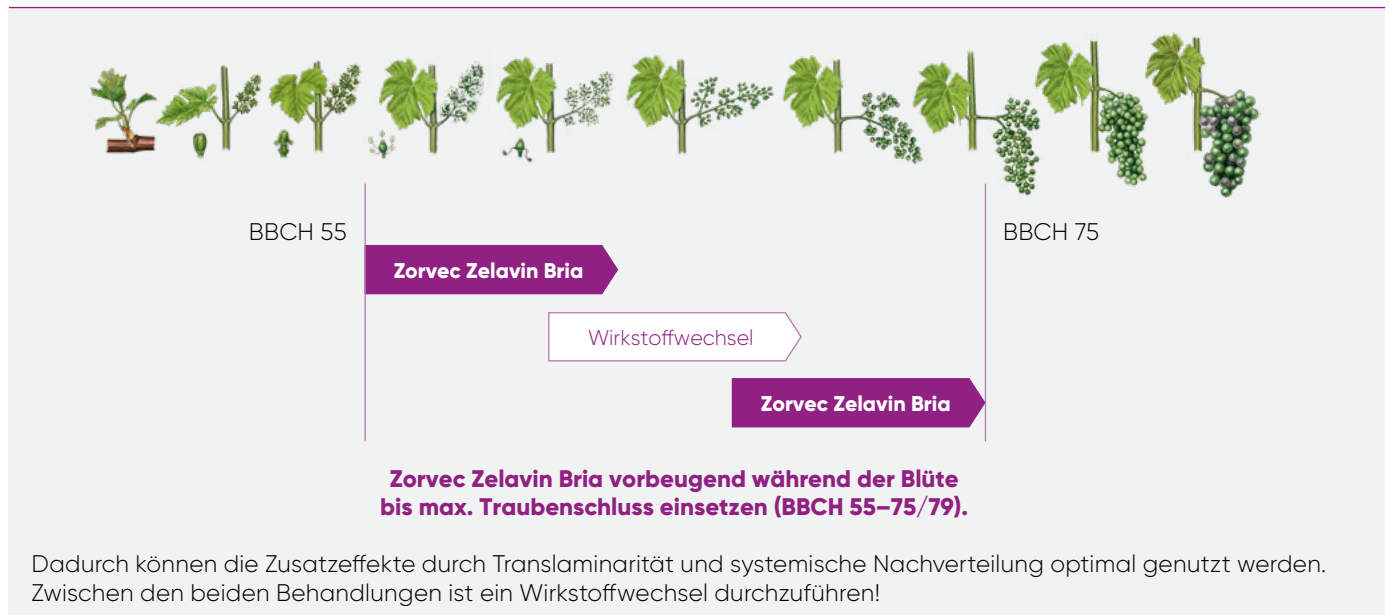 BBCH 55
BBCH 75
Zorvec Zelavin Bria
Wirkstoffwechsel
Zorvec Zelavin Bria
Zorvec Zelavin Bria vorbeugend während der Blüte
bis max. Traubenschluss einsetzen (BBCH 55–75/79).
Dadurch können die Zusatzeffekte durch Translaminarität und systemische Nachverteilung optimal genutzt werden.
Zwischen den beiden Behandlungen ist ein Wirkstoffwechsel durchzuführen!